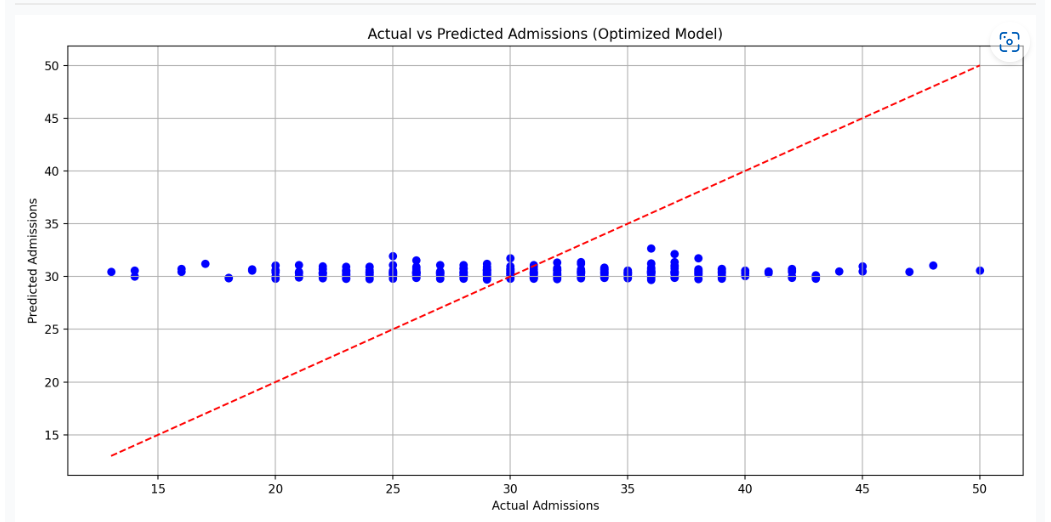 Actual vs Predicted Admissions (Optimized Model)
50
45
40
35
30
25
20
15
Predicted Admissions
15 20 25 30 35 40 45 50
Actual Admissions